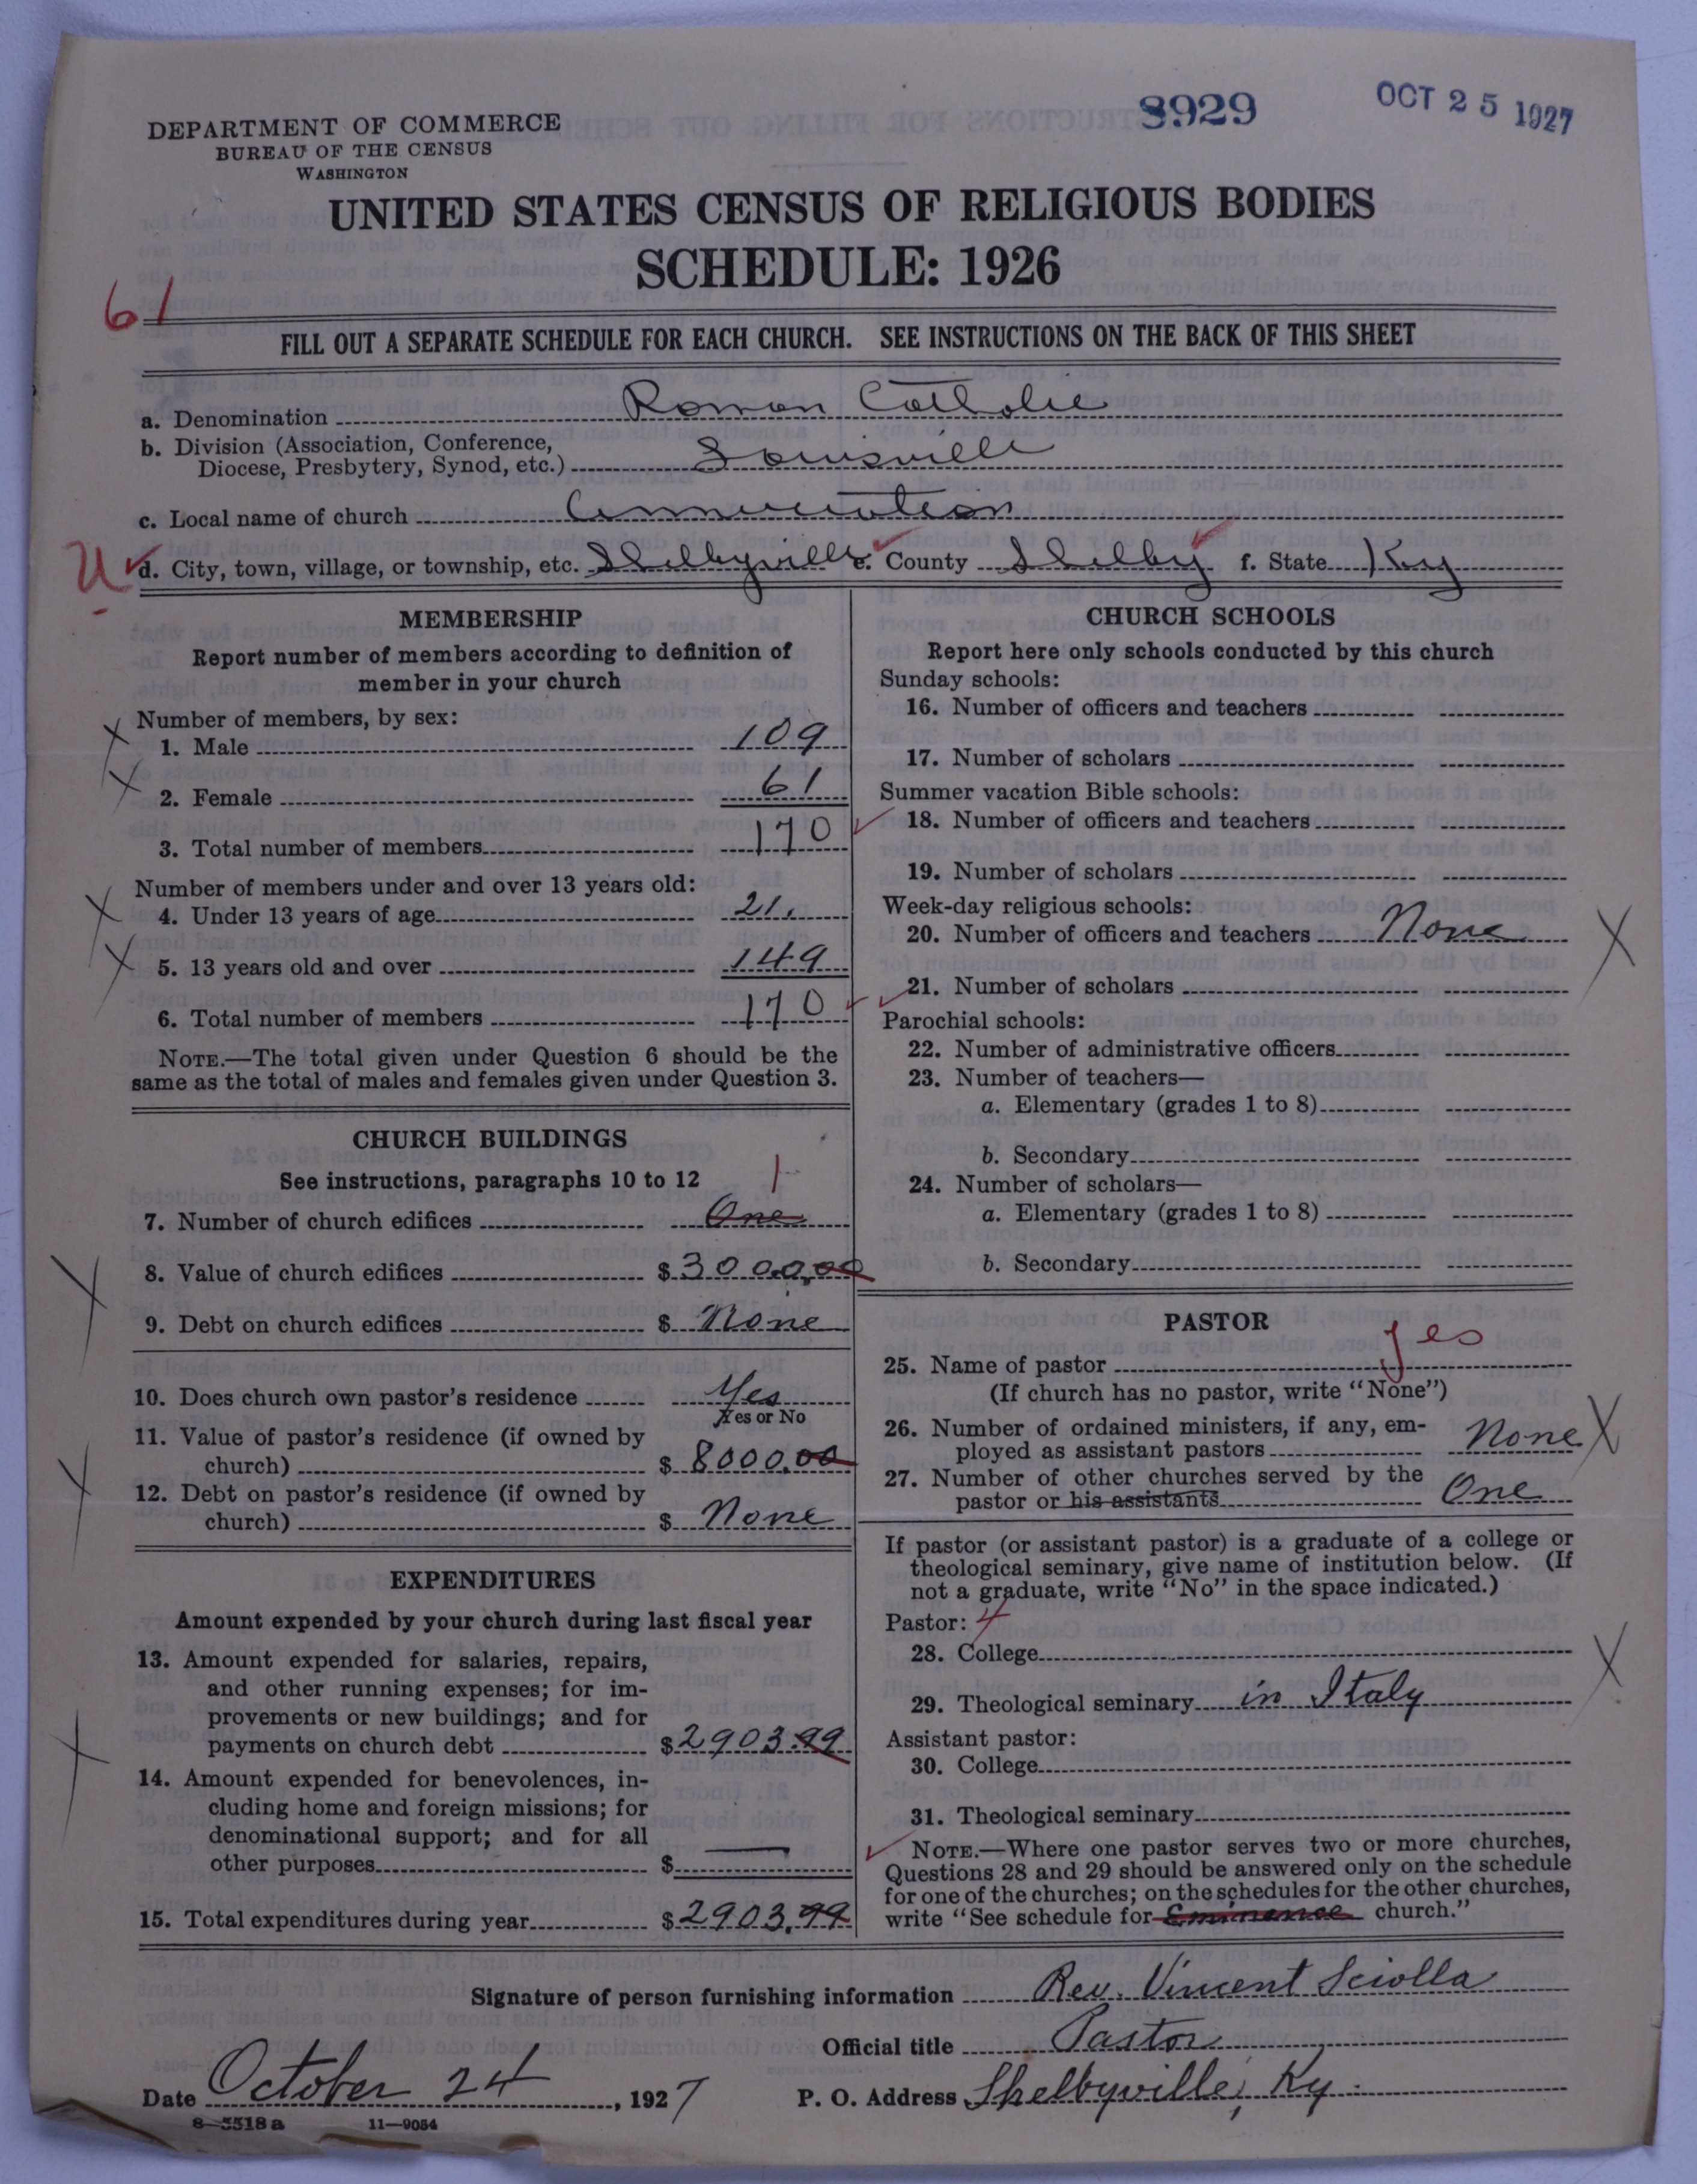 8929
OCT 25 1927
DEPARTMENT OF COMMERCE
BUREAU OF THE CENSUS
WASHINGTON
UNITED STATES CENSUS OF RELIGIOUS BODIES
SCHEDULE: 1926
61
FILL OUT A SEPARATE SCHEDULE FOR EACH CHURCH. SEE INSTRUCTIONS ON THE BACK OF THIS SHEET
a. Denomination Roman Catholic
b. Division (Association, Conference,
Diocese, Presbytery, Synod, etc.) Louisville
c. Local name of church Annunciation
U d. City, town, village, or township, etc. Shelbyville e. County Shelby f. State Ky
MEMBERSHIP
Report number of members according to definition of
member in your church
Number of members, by sex:
1. Male 109
2. Female 61
3. Total number of members 170
Number of members under and over 13 years old:
4. Under 13 years of age 21.
5. 13 years old and over 149
6. Total number of members 170
NOTE.—The total given under Question 6 should be the
same as the total of males and females given under Question 3.
CHURCH BUILDINGS
See instructions, paragraphs 10 to 12 1
7. Number of church edifices One
8. Value of church edifices $ 3000.00
9. Debt on church edifices $ None
10. Does church own pastor's residence Yes
Yes or No
11. Value of pastor's residence (if owned by
church) $ 8000.00
12. Debt on pastor's residence (if owned by
church) $ None
EXPENDITURES
Amount expended by your church during last fiscal year
13. Amount expended for salaries, repairs,
and other running expenses; for im-
provements or new buildings; and for
payments on church debt $ 2903.99
14. Amount expended for benevolences, in-
cluding home and foreign missions; for
denominational support; and for all
other purposes $ —
15. Total expenditures during year $ 2903.99
CHURCH SCHOOLS
Report here only schools conducted by this church
Sunday schools:
16. Number of officers and teachers
17. Number of scholars
Summer vacation Bible schools:
18. Number of officers and teachers
19. Number of scholars
Week-day religious schools:
20. Number of officers and teachers None
21. Number of scholars
Parochial schools:
22. Number of administrative officers
23. Number of teachers—
a. Elementary (grades 1 to 8)
b. Secondary
24. Number of scholars—
a. Elementary (grades 1 to 8)
b. Secondary
PASTOR
25. Name of pastor yes
(If church has no pastor, write "None")
26. Number of ordained ministers, if any, em-
ployed as assistant pastors None
27. Number of other churches served by the
pastor or his assistants One
If pastor (or assistant pastor) is a graduate of a college or
theological seminary, give name of institution below. (If
not a graduate, write "No" in the space indicated.)
Pastor: 4
28. College
29. Theological seminary in Italy
Assistant pastor:
30. College
31. Theological seminary
NOTE.—Where one pastor serves two or more churches,
Questions 28 and 29 should be answered only on the schedule
for one of the churches; on the schedules for the other churches,
write "See schedule for Eminence church."
Signature of person furnishing information Rev. Vincent Sciolla
Official title Pastor
Date October 24, 1927 P. O. Address Shelbyville, Ky.
8—5518 a 11—9054